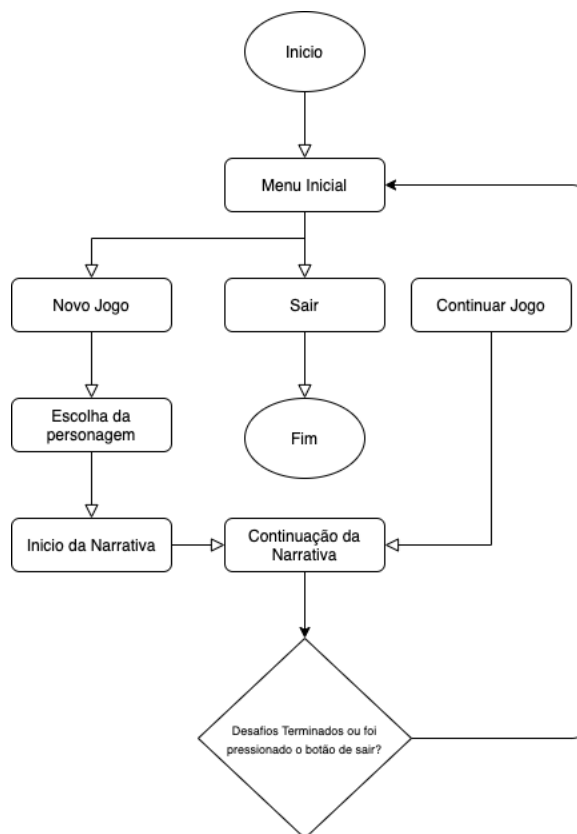 Inicio
Menu Inicial
Novo Jogo
Sair
Continuar Jogo
Escolha da
personagem
Fim
Inicio da Narrativa
Continuação da
Narrativa
Desafios Terminados ou foi
pressionado o botão de sair?